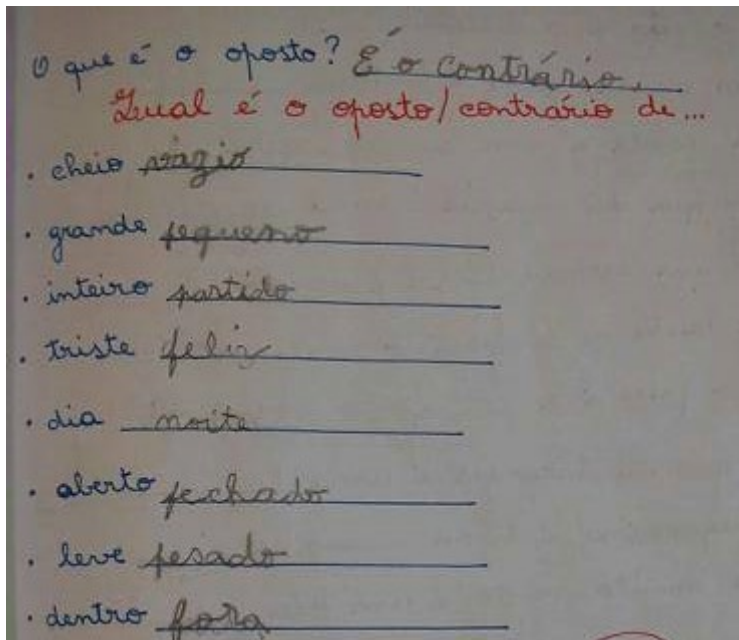 O que é o oposto? É o contrário.
Qual é o oposto/contrário de...
. cheio vazio
. grande pequeno
. inteiro partido
. triste feliz
. dia noite
. aberto fechado
. leve pesado
. dentro fora